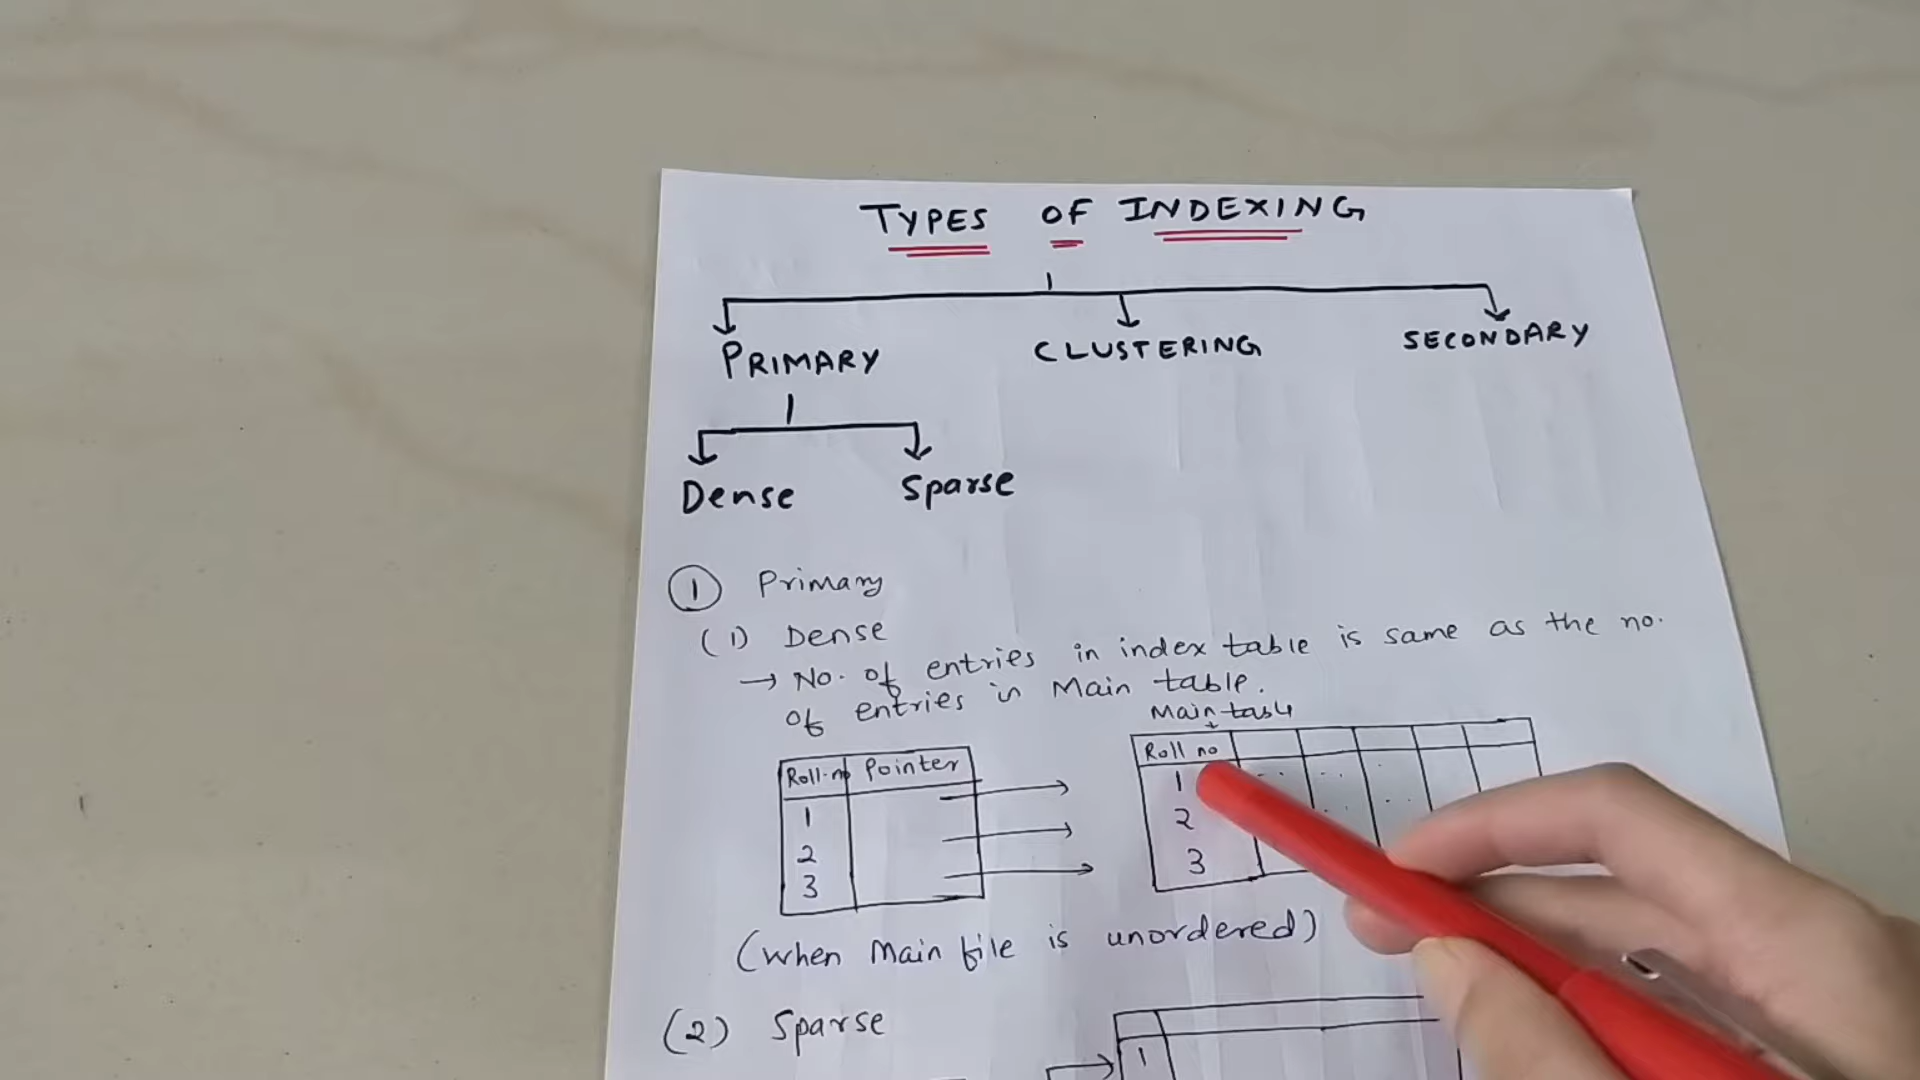 TYPES OF INDEXING
PRIMARY CLUSTERING SECONDARY
Dense Sparse
1 Primary
(1) Dense
→ No. of entries in index table is same as the no.
of entries in Main table.
Main table
Roll-no Pointer
1
2
3
Roll no
1
2
3
(when Main file is unordered)
(2) Sparse
1